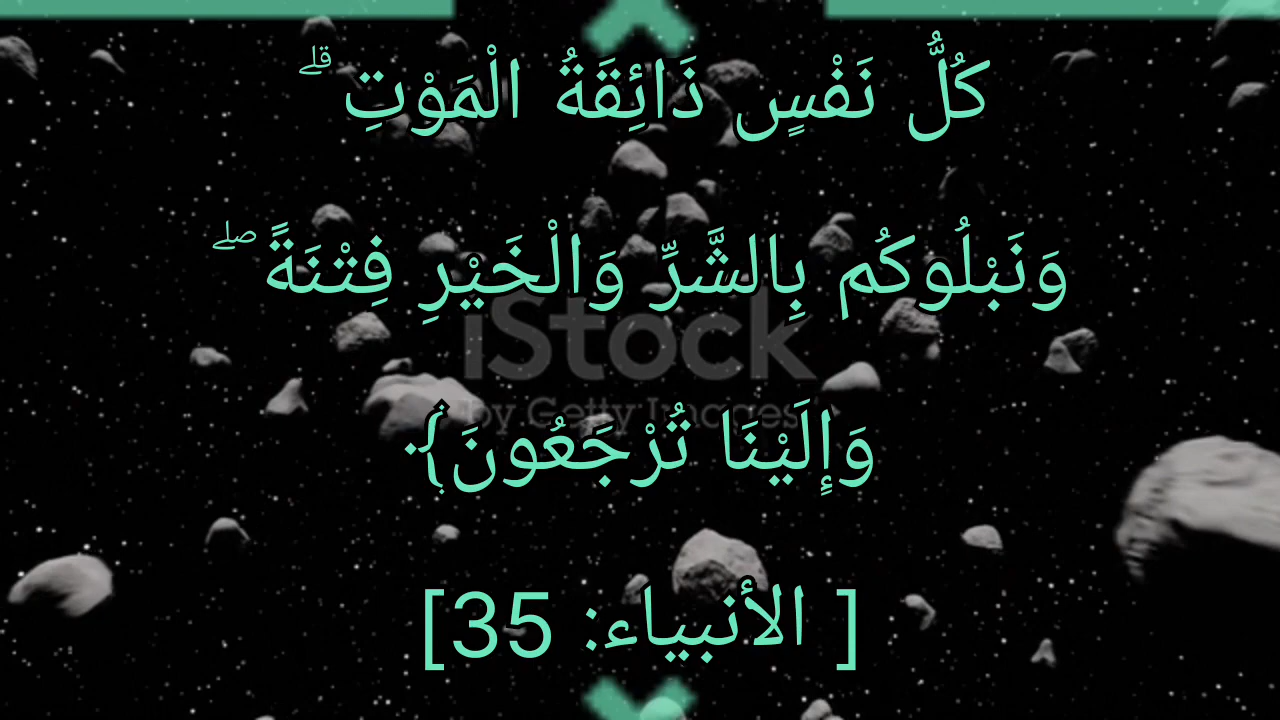 كُلُّ نَفْسٍ ذَائِقَةُ الْمَوْتِ ۗ
وَنَبْلُوكُم بِالشَّرِّ وَالْخَيْرِ فِتْنَةً ۖ
iStock
by Getty Images
وَإِلَيْنَا تُرْجَعُونَ﴾.
[ الأنبياء: 35]